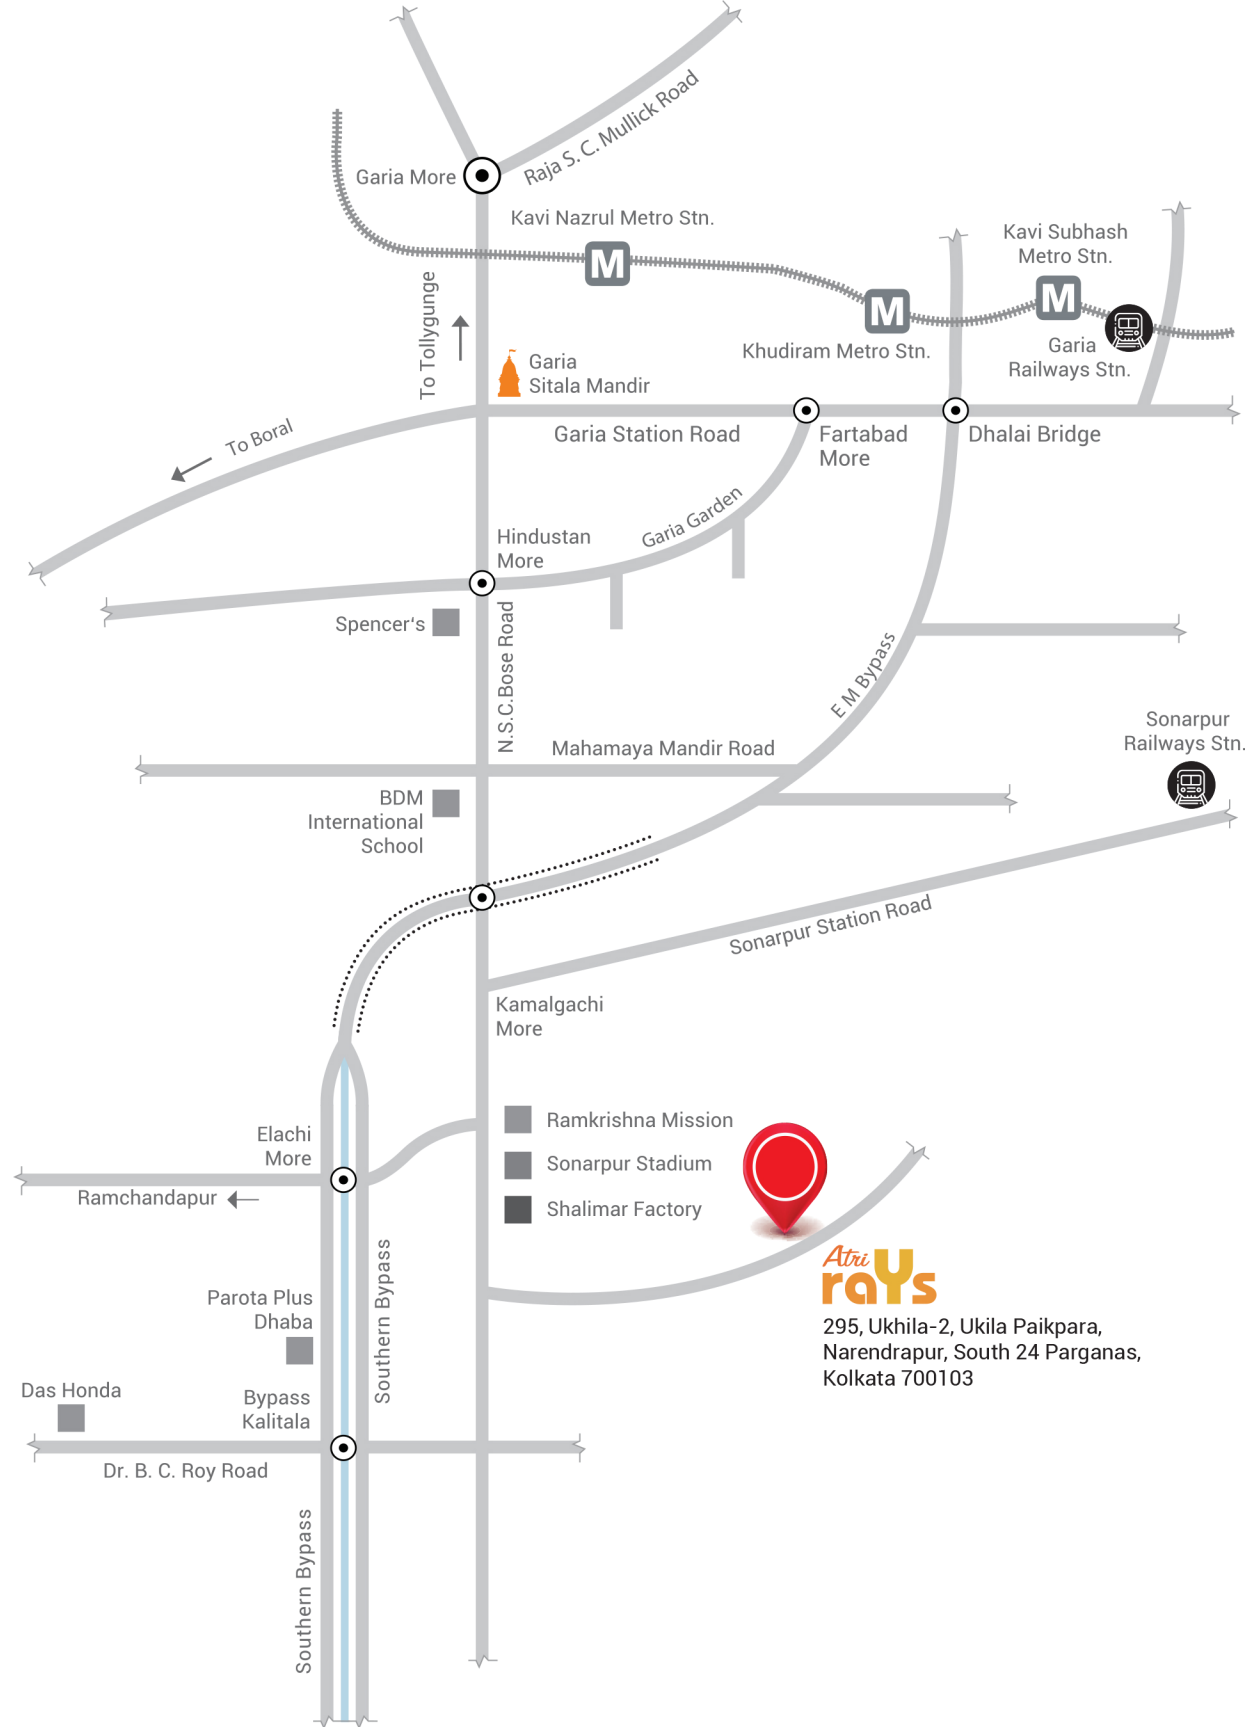 Raja S. C. Mullick Road
Garia More
Kavi Nazrul Metro Stn.
M
Kavi Subhash
Metro Stn.
M
M
Khudiram Metro Stn.
Garia
Railways Stn.
To Tollygunge
Garia
Sitala Mandir
To Boral
Garia Station Road
Fartabad
More
Dhalai Bridge
Garia Garden
Hindustan
More
Spencer's
N.S.C.Bose Road
E M Bypass
Mahamaya Mandir Road
Sonarpur
Railways Stn.
BDM
International
School
Sonarpur Station Road
Kamalgachi
More
Elachi
More
Ramchandapur
Ramkrishna Mission
Sonarpur Stadium
Shalimar Factory
Atri
rays
295, Ukhila-2, Ukila Paikpara,
Narendrapur, South 24 Parganas,
Kolkata 700103
Southern Bypass
Parota Plus
Dhaba
Das Honda
Bypass
Kalitala
Dr. B. C. Roy Road
Southern Bypass